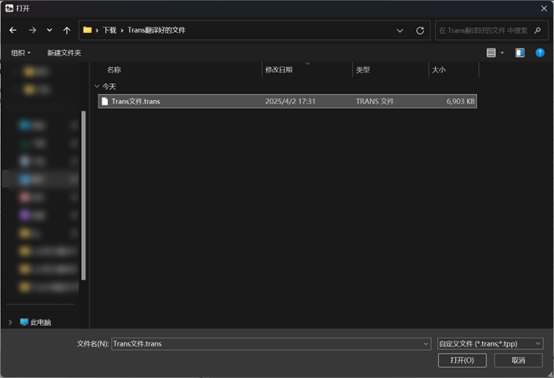 打开
下载 > Trans翻译好的文件
在 Trans翻译好的文件 中搜索
组织
新建文件夹
名称 修改日期 类型 大小
今天
Trans文件.trans 2025/4/2 17:31 TRANS 文件 6,903 KB
此电脑
文件名(N): Trans文件.trans 自定义文件 (*.trans;*.tpp)
打开(O) 取消